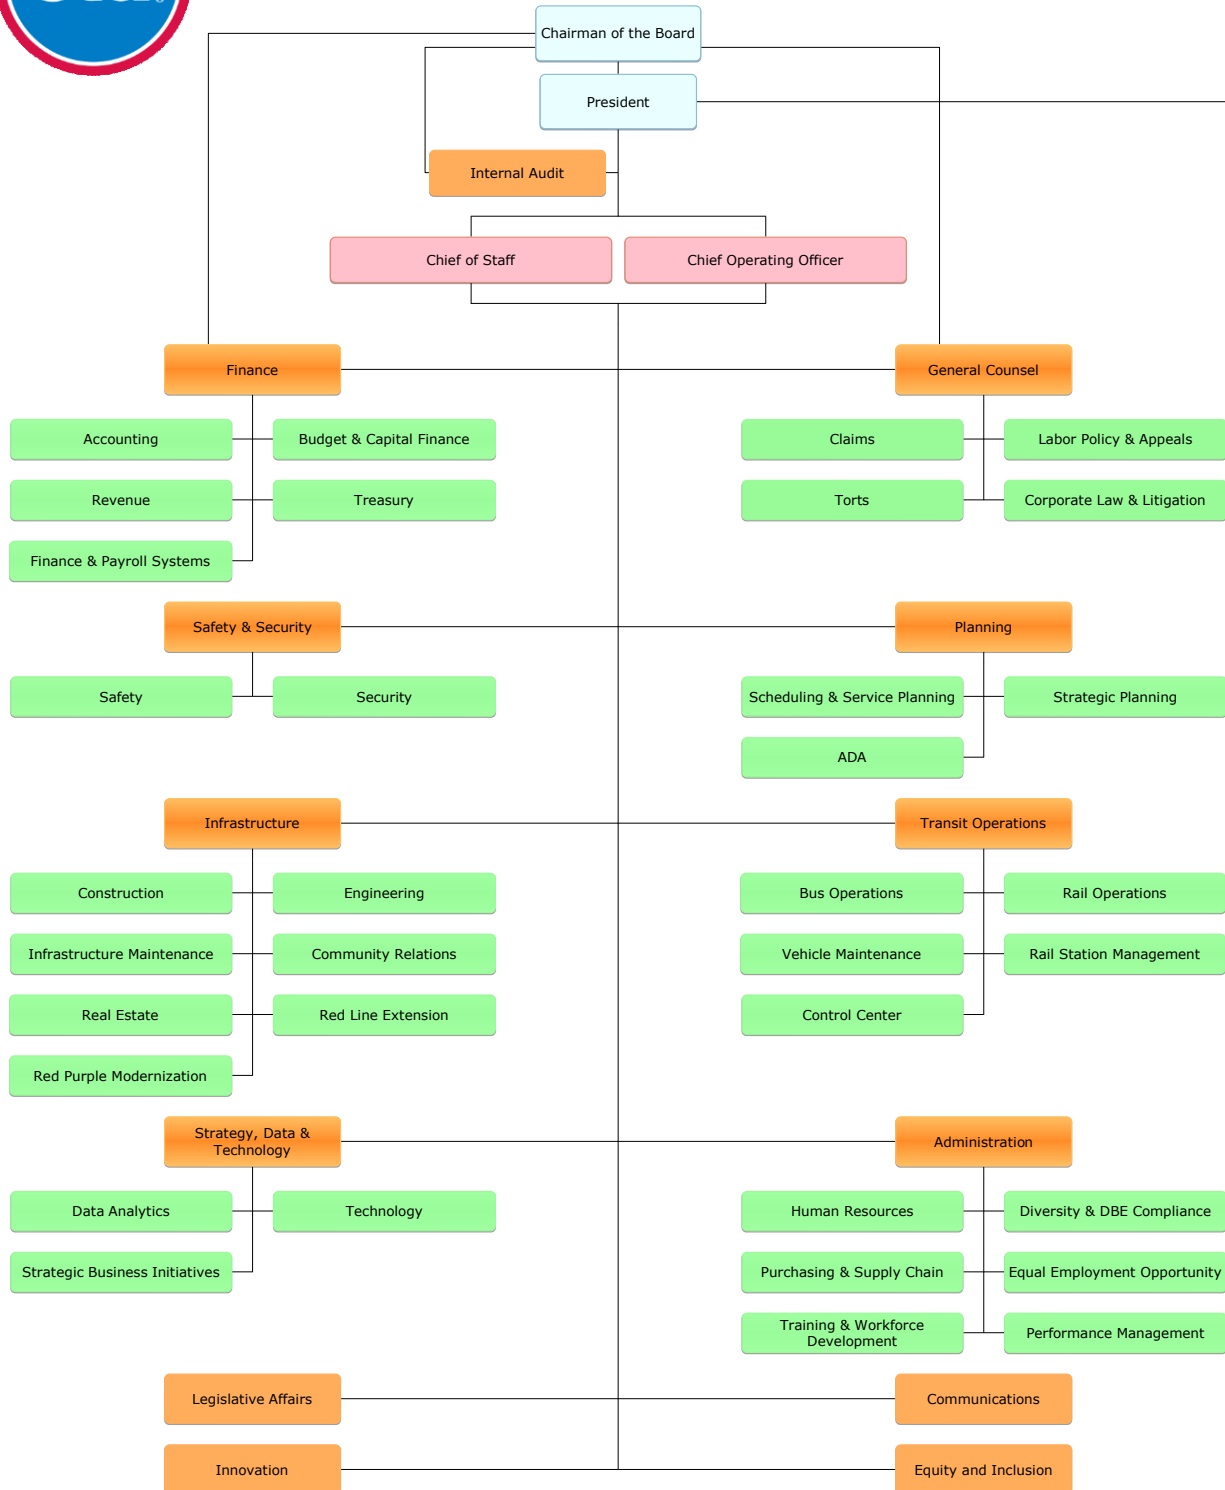 Chairman of the Board
President
Internal Audit
Chief of Staff
Chief Operating Officer
Finance
General Counsel
Accounting
Budget & Capital Finance
Claims
Labor Policy & Appeals
Revenue
Treasury
Torts
Corporate Law & Litigation
Finance & Payroll Systems
Safety & Security
Planning
Safety
Security
Scheduling & Service Planning
Strategic Planning
ADA
Infrastructure
Transit Operations
Construction
Engineering
Bus Operations
Rail Operations
Infrastructure Maintenance
Community Relations
Vehicle Maintenance
Rail Station Management
Real Estate
Red Line Extension
Control Center
Red Purple Modernization
Strategy, Data &
Technology
Administration
Data Analytics
Technology
Human Resources
Diversity & DBE Compliance
Strategic Business Initiatives
Purchasing & Supply Chain
Equal Employment Opportunity
Training & Workforce
Development
Performance Management
Legislative Affairs
Communications
Innovation
Equity and Inclusion